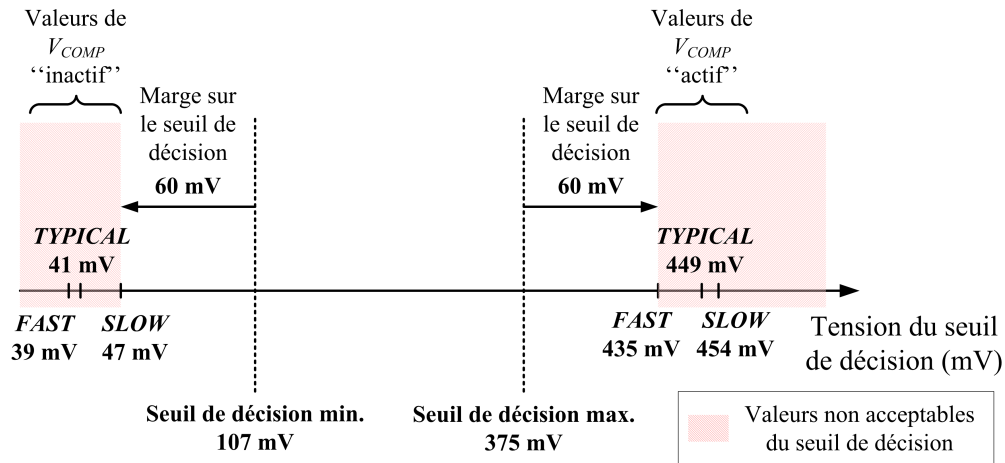 Valeurs de
V_COMP
‘‘inactif’’
Marge sur
le seuil de
décision
60 mV
Valeurs de
V_COMP
‘‘actif’’
Marge sur
le seuil de
décision
60 mV
TYPICAL
41 mV
TYPICAL
449 mV
FAST
39 mV
SLOW
47 mV
FAST
435 mV
SLOW
454 mV
Tension du seuil
de décision (mV)
Seuil de décision min.
107 mV
Seuil de décision max.
375 mV
Valeurs non acceptables
du seuil de décision